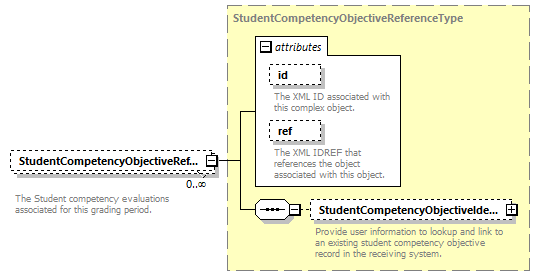 StudentCompetencyObjectiveReferenceType
attributes
id
The XML ID associated with
this complex object.
ref
The XML IDREF that
references the object
associated with this object.
StudentCompetencyObjectiveRef...
0..∞
The Student competency evaluations
associated for this grading period.
StudentCompetencyObjectiveIde...
Provide user information to lookup and link to
an existing student competency objective
record in the receiving system.